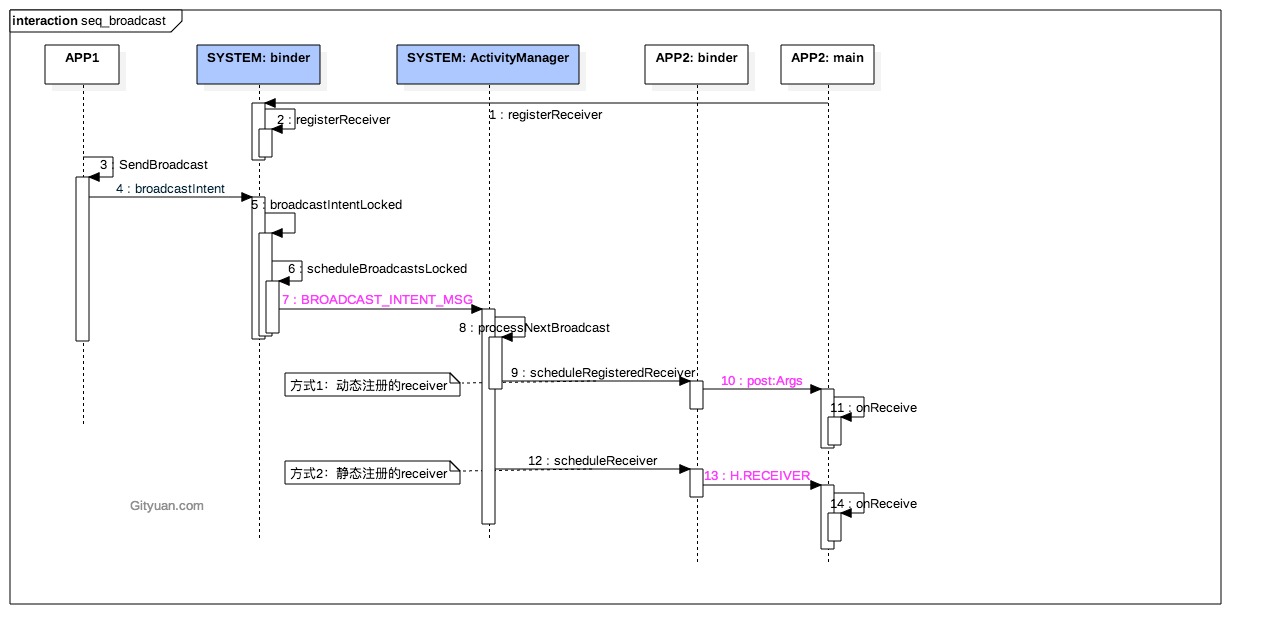 interaction seq_broadcast
APP1
SYSTEM: binder
SYSTEM: ActivityManager
APP2: binder
APP2: main
1 : registerReceiver
2 : registerReceiver
3 : SendBroadcast
4 : broadcastIntent
5 : broadcastIntentLocked
6 : scheduleBroadcastsLocked
7 : BROADCAST_INTENT_MSG
8 : processNextBroadcast
9 : scheduleRegisteredReceiver
方式1：动态注册的receiver
10 : post:Args
11 : onReceive
12 : scheduleReceiver
方式2：静态注册的receiver
13 : H.RECEIVER
14 : onReceive
Gityuan.com